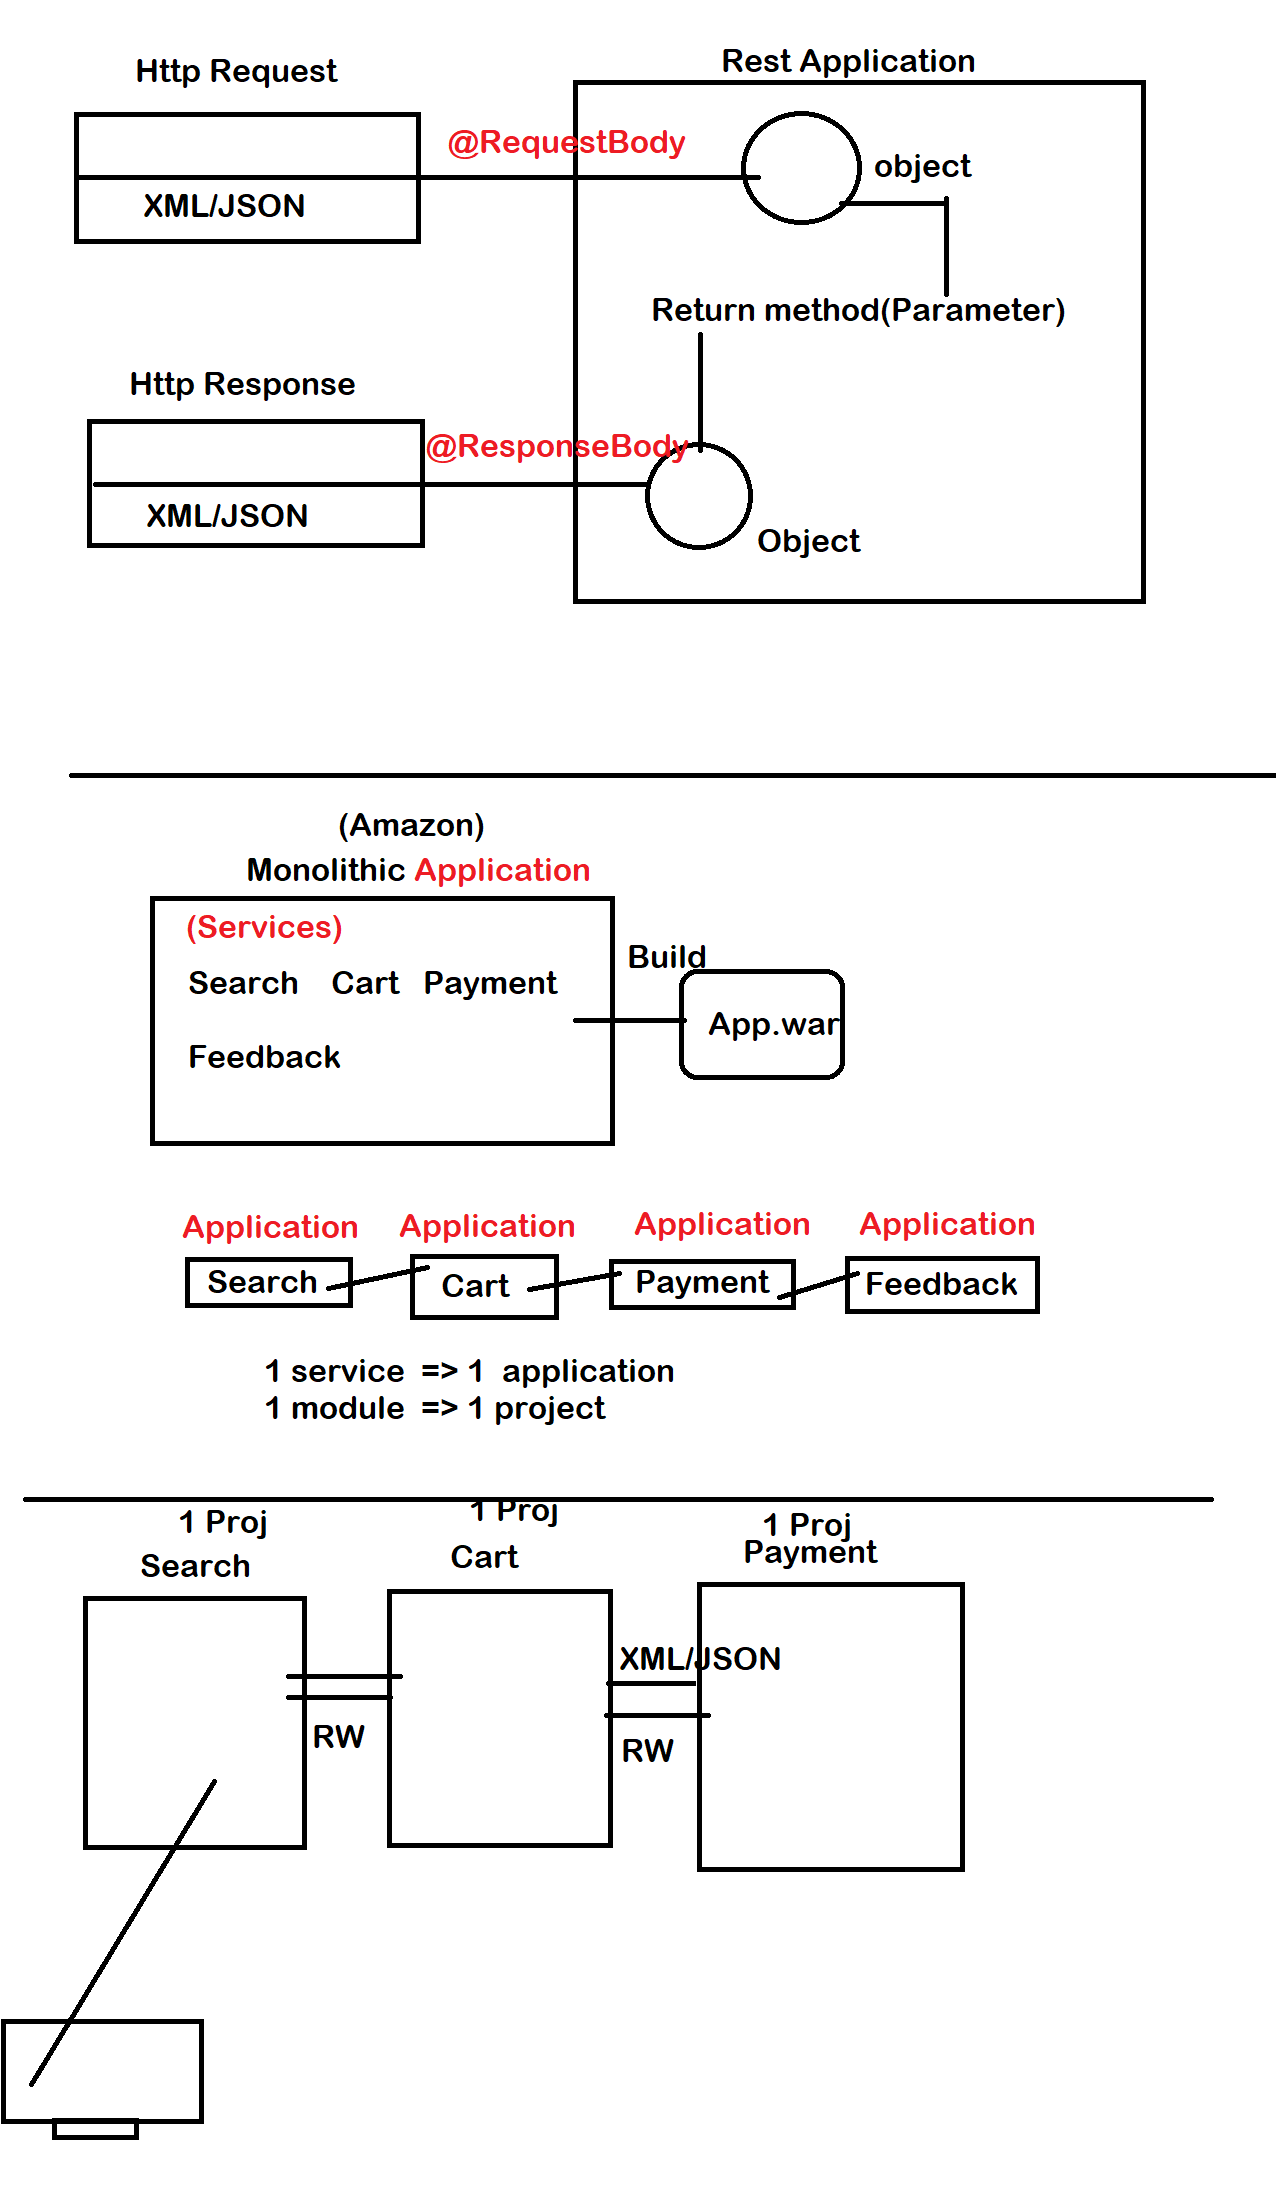 Http Request
Rest Application
@RequestBody
object
XML/JSON
Return method(Parameter)
Http Response
@ResponseBody
XML/JSON
Object
(Amazon)
Monolithic Application
(Services)
Search Cart Payment
Build
App.war
Feedback
Application Application Application Application
Search Cart Payment Feedback
1 service => 1 application
1 module => 1 project
1 Proj 1 Proj 1 Proj
Search Cart Payment
XML/JSON
RW RW